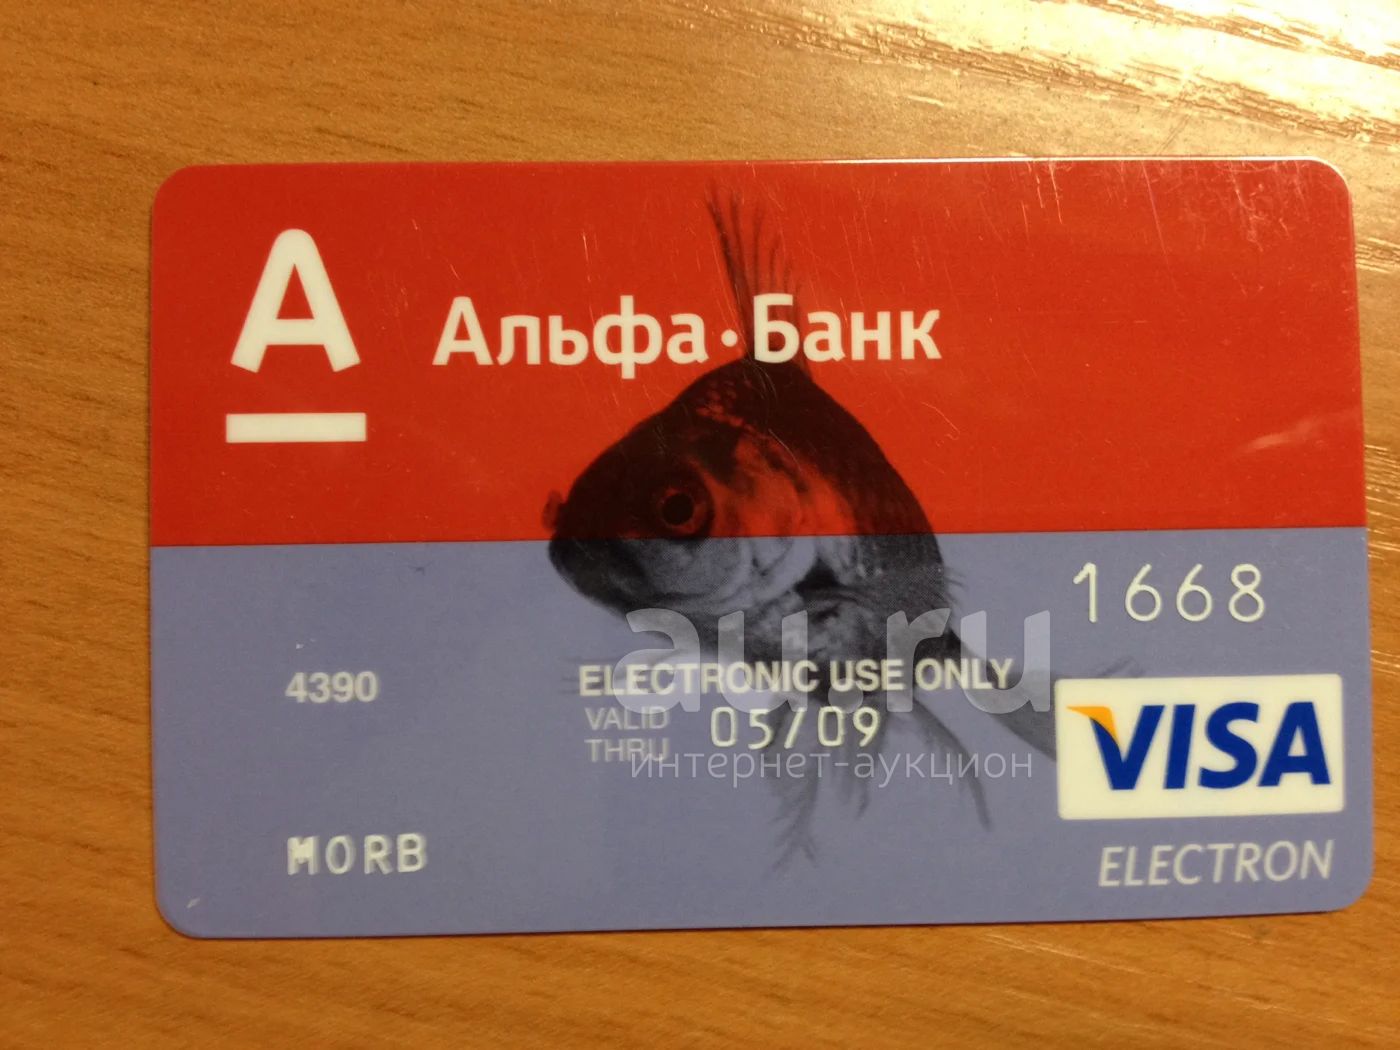 А
Альфа·Банк
1668
4390
ELECTRONIC USE ONLY
VALID
THRU
05/09
VISA
ELECTRON
MORB
au.ru
интернет-аукцион